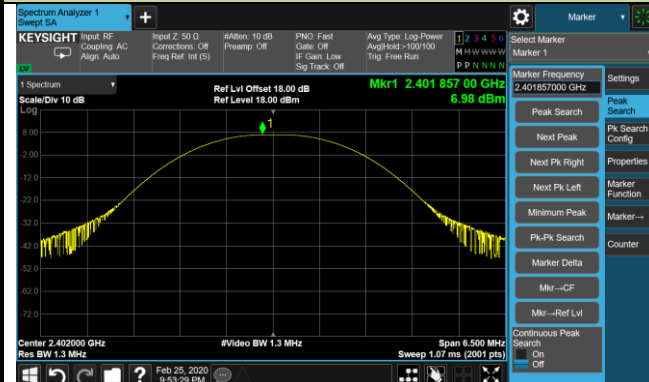 Spectrum Analyzer 1
Swept SA
+
Marker
KEYSIGHT
Input: RF
Coupling: AC
Align: Auto
Input Z: 50 Ω
Corrections: Off
Freq Ref: Int (S)
#Atten: 10 dB
Preamp: Off
PNO: Fast
Gate: Off
IF Gain: Low
Sig Track: Off
Avg Type: Log-Power
Avg|Hold:>100/100
Trig: Free Run
1 2 3 4 5 6
M W W W W W
P P N N N N
Select Marker
Marker 1
1 Spectrum
Scale/Div 10 dB
Log
Ref Lvl Offset 18.00 dB
Ref Level 18.00 dBm
Mkr1 2.401 857 00 GHz
6.98 dBm
1
8.00
-2.00
-12.0
-22.0
-32.0
-42.0
-52.0
-62.0
-72.0
Center 2.402000 GHz
Res BW 1.3 MHz
#Video BW 1.3 MHz
Span 6.500 MHz
Sweep 1.07 ms (2001 pts)
Marker Frequency
2.401857000 GHz
Peak Search
Next Peak
Next Pk Right
Next Pk Left
Minimum Peak
Pk-Pk Search
Marker Delta
Mkr→CF
Mkr→Ref Lvl
Continuous Peak
Search
On
Off
Settings
Peak
Search
Pk Search
Config
Properties
Marker
Function
Marker→
Counter
?
Feb 25, 2020
9:53:29 PM